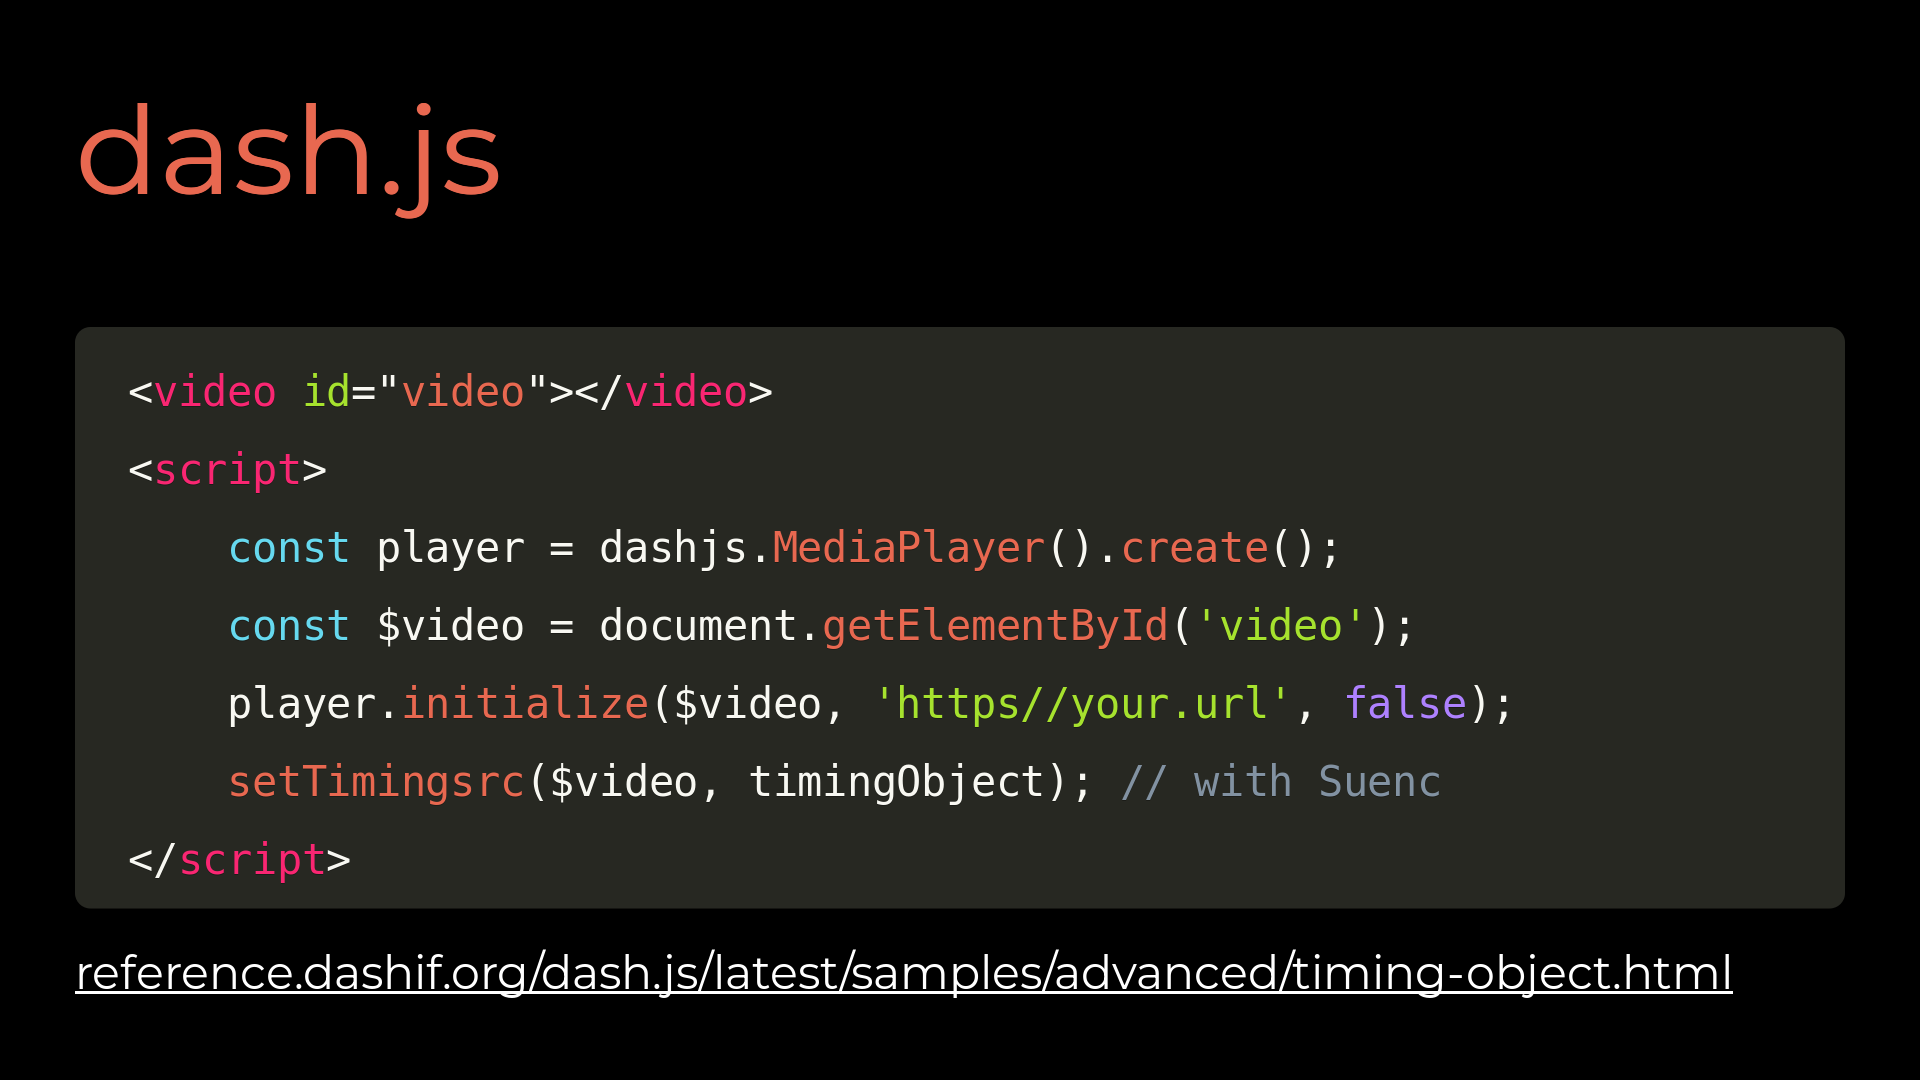 dash.js
<video id="video"></video>
<script>
const player = dashjs.MediaPlayer().create();
const $video = document.getElementById('video');
player.initialize($video, 'https//your.url', false);
setTimingsrc($video, timingObject); // with Suenc
</script>
reference.dashif.org/dash.js/latest/samples/advanced/timing-object.html